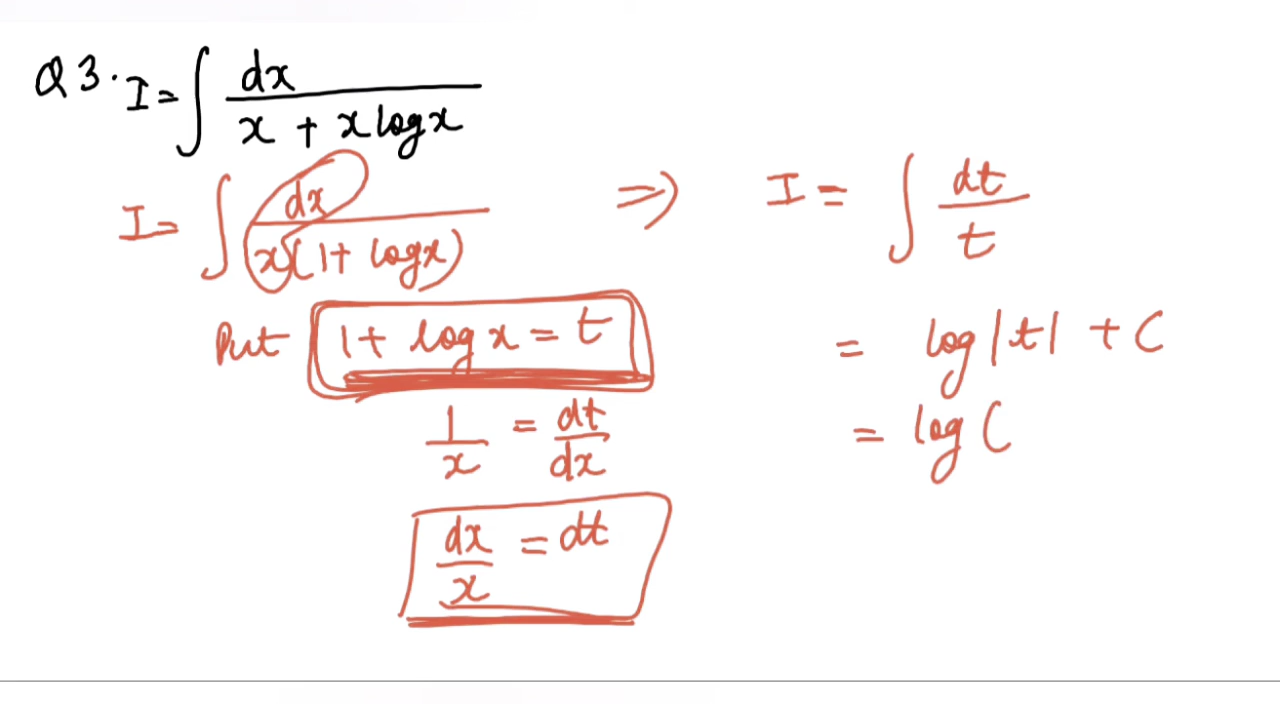 Q3. I = ∫ dx / (x + x log x)
I = ∫ dx / x(1 + log x)
Put 1 + log x = t
1/x = dt/dx
dx/x = dt
⇒ I = ∫ dt/t
= log |t| + C
= log (